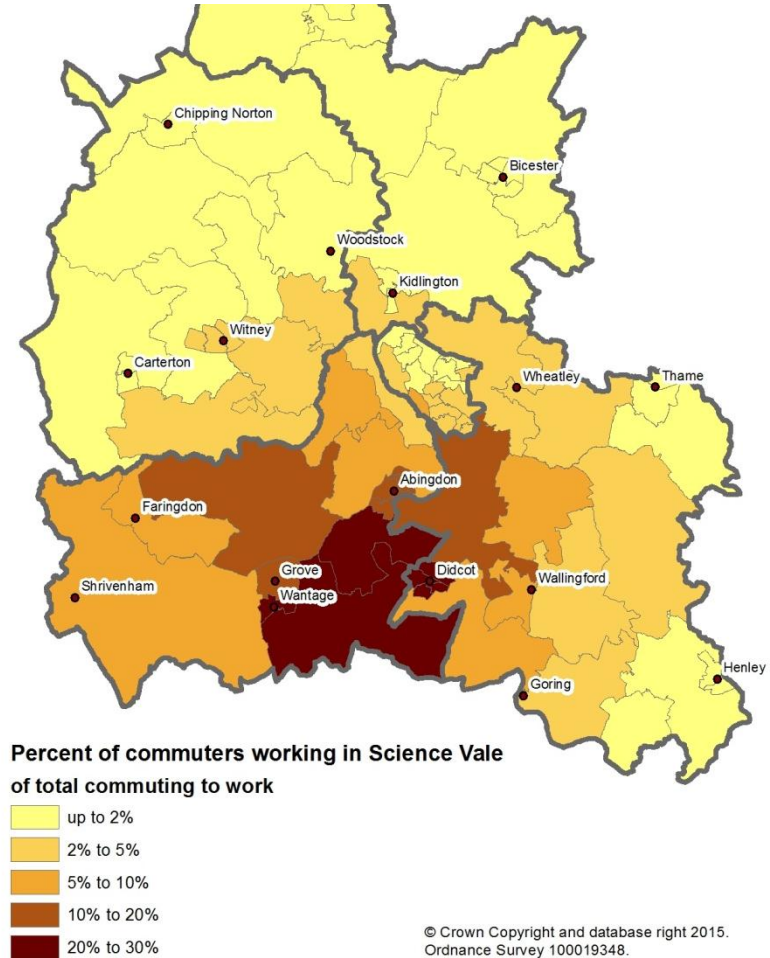 Chipping Norton
Bicester
Woodstock
Kidlington
Witney
Carterton
Wheatley
Thame
Abingdon
Faringdon
Grove
Didcot
Wallingford
Shrivenham
Wantage
Henley
Goring
Percent of commuters working in Science Vale
of total commuting to work
up to 2%
2% to 5%
5% to 10%
10% to 20%
20% to 30%
© Crown Copyright and database right 2015.
Ordnance Survey 100019348.